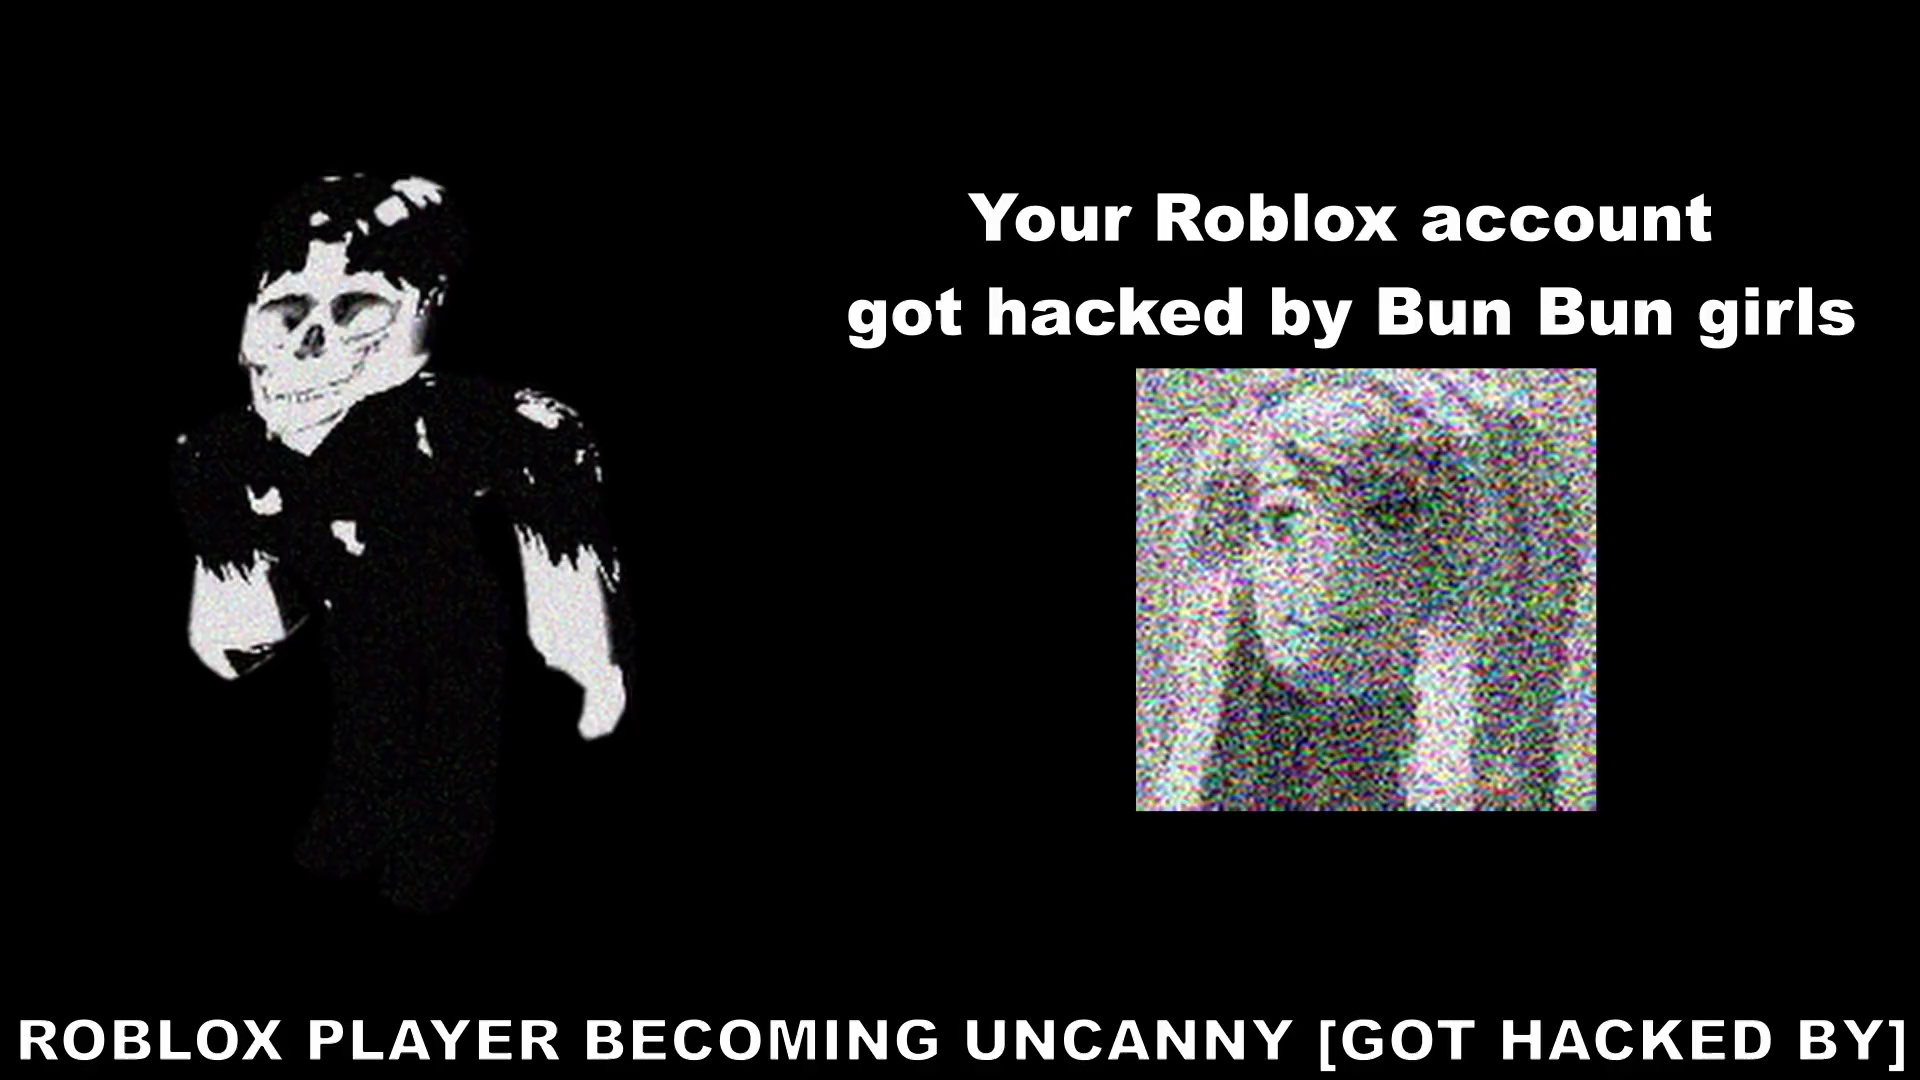 Your Roblox account
got hacked by Bun Bun girls
ROBLOX PLAYER BECOMING UNCANNY [GOT HACKED BY]